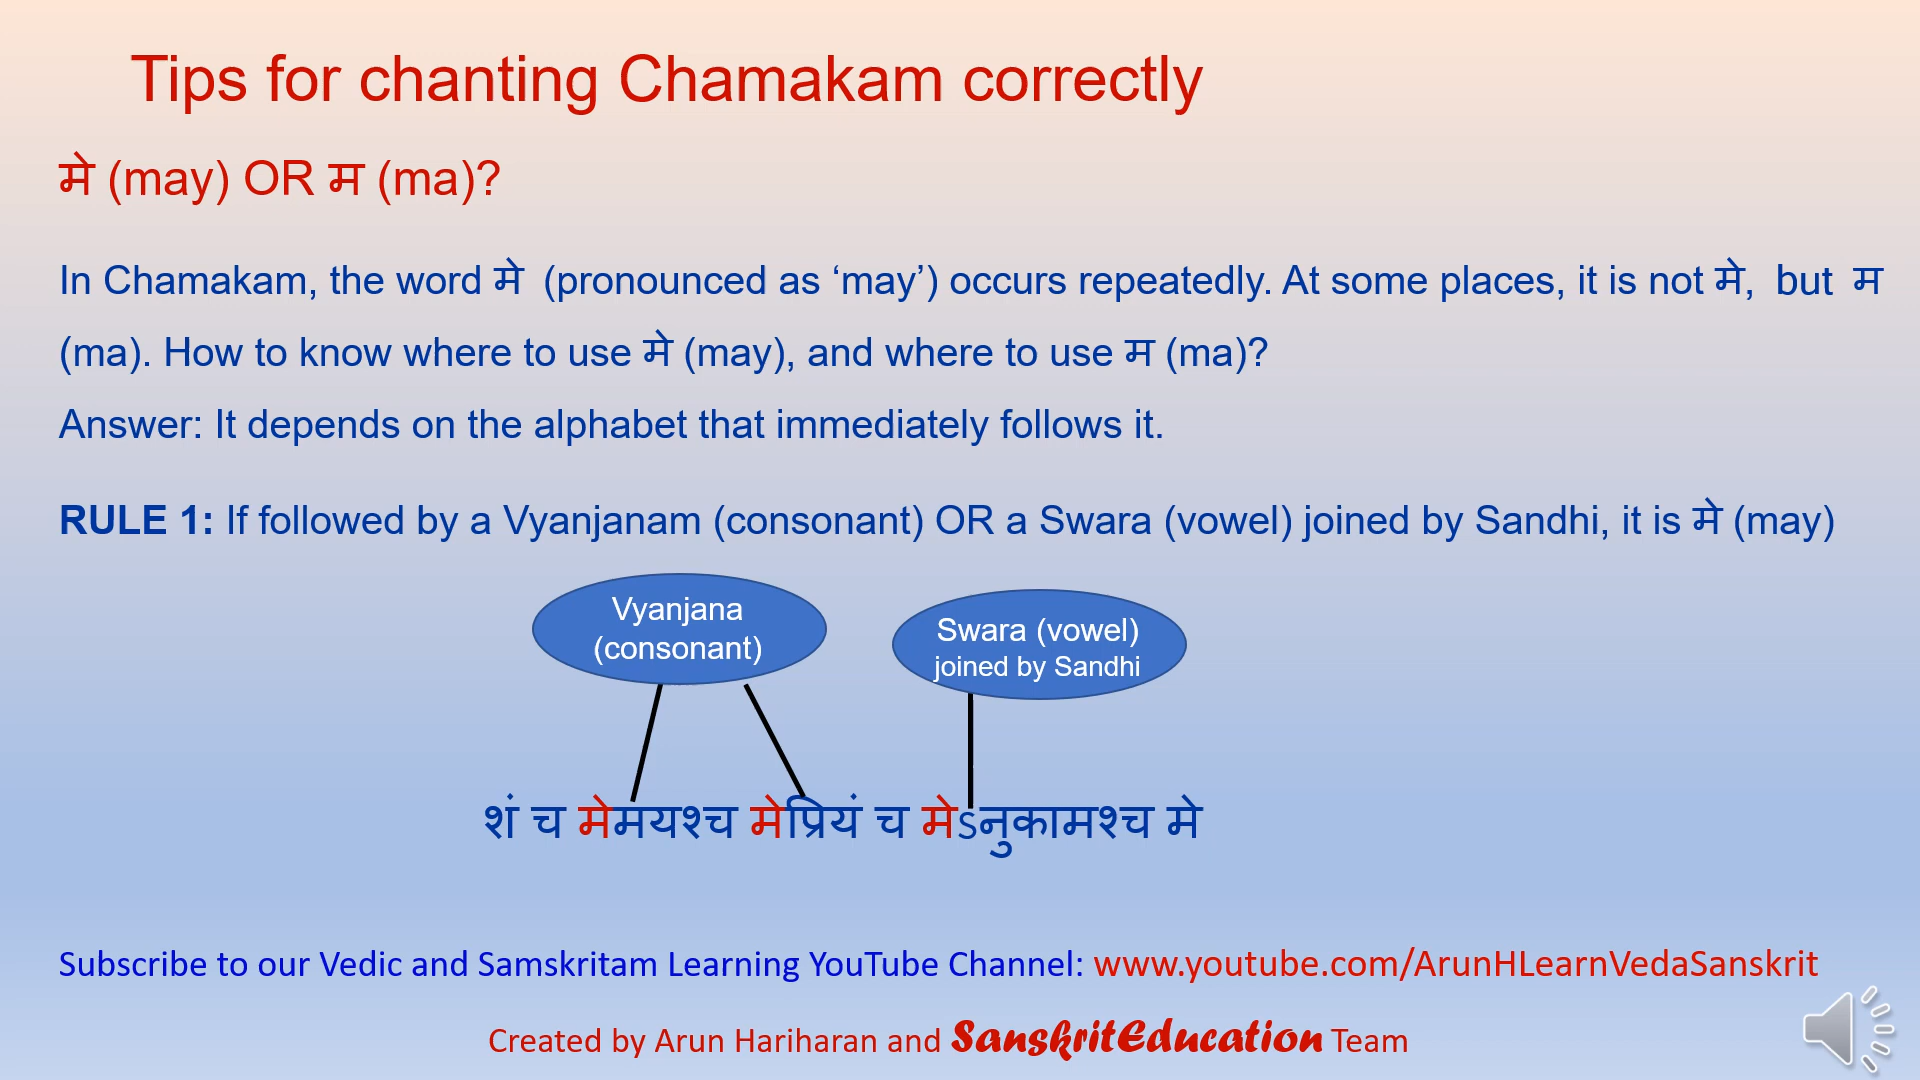 Tips for chanting Chamakam correctly
मे (may) OR म (ma)?
In Chamakam, the word मे (pronounced as ‘may’) occurs repeatedly. At some places, it is not मे, but म
(ma). How to know where to use मे (may), and where to use म (ma)?
Answer: It depends on the alphabet that immediately follows it.
RULE 1: If followed by a Vyanjanam (consonant) OR a Swara (vowel) joined by Sandhi, it is मे (may)
Vyanjana
(consonant)
Swara (vowel)
joined by Sandhi
शं च मेमयश्च मेप्रियं च मेऽनुकामश्च मे
Subscribe to our Vedic and Samskritam Learning YouTube Channel: www.youtube.com/ArunHLearnVedaSanskrit
Created by Arun Hariharan and SanskritEducation Team